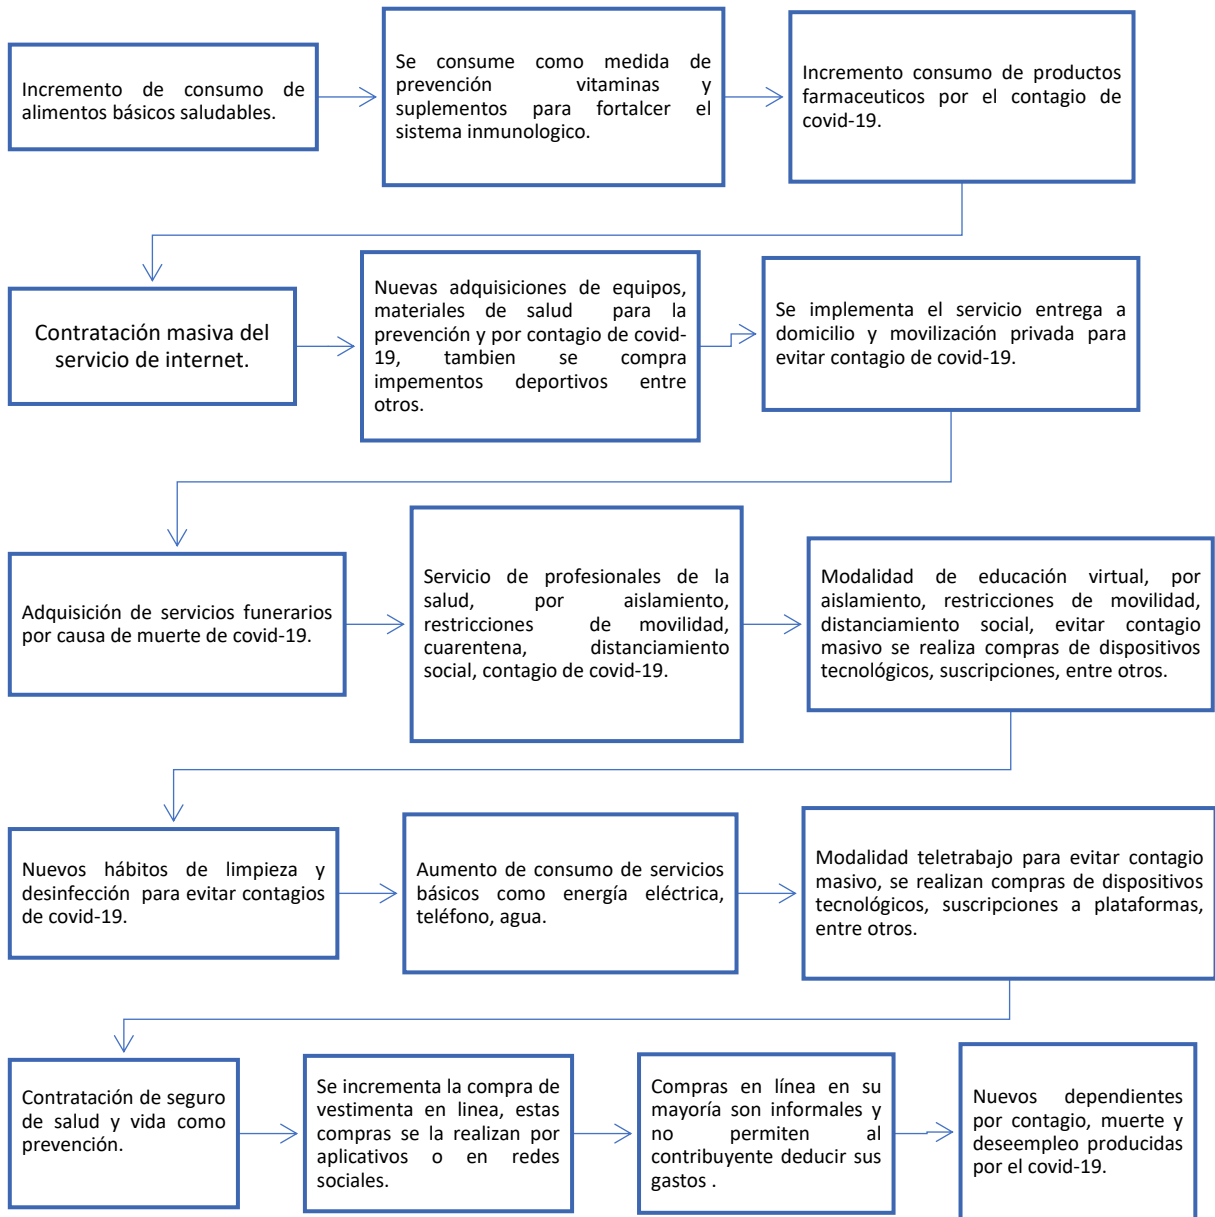 Incremento de consumo de
alimentos básicos saludables.
Se consume como medida de
prevención vitaminas y
suplementos para fortalcer el
sistema inmunologico.
Incremento consumo de productos
farmaceuticos por el contagio de
covid-19.
Contratación masiva del
servicio de internet.
Nuevas adquisiciones de equipos,
materiales de salud para la
prevención y por contagio de covid-
19, tambien se compra
impementos deportivos entre
otros.
Se implementa el servicio entrega a
domicilio y movilización privada para
evitar contagio de covid-19.
Adquisición de servicios funerarios
por causa de muerte de covid-19.
Servicio de profesionales de la
salud, por aislamiento,
restricciones de movilidad,
cuarentena, distanciamiento
social, contagio de covid-19.
Modalidad de educación virtual, por
aislamiento, restricciones de movilidad,
distanciamiento social, evitar contagio
masivo se realiza compras de dispositivos
tecnológicos, suscripciones, entre otros.
Nuevos hábitos de limpieza y
desinfección para evitar contagios
de covid-19.
Aumento de consumo de servicios
básicos como energía eléctrica,
teléfono, agua.
Modalidad teletrabajo para evitar contagio
masivo, se realizan compras de dispositivos
tecnológicos, suscripciones a plataformas,
entre otros.
Contratación de seguro
de salud y vida como
prevención.
Se incrementa la compra de
vestimenta en linea, estas
compras se la realizan por
aplicativos o en redes
sociales.
Compras en línea en su
mayoría son informales y
no permiten al
contribuyente deducir sus
gastos .
Nuevos dependientes
por contagio, muerte y
deseempleo producidas
por el covid-19.